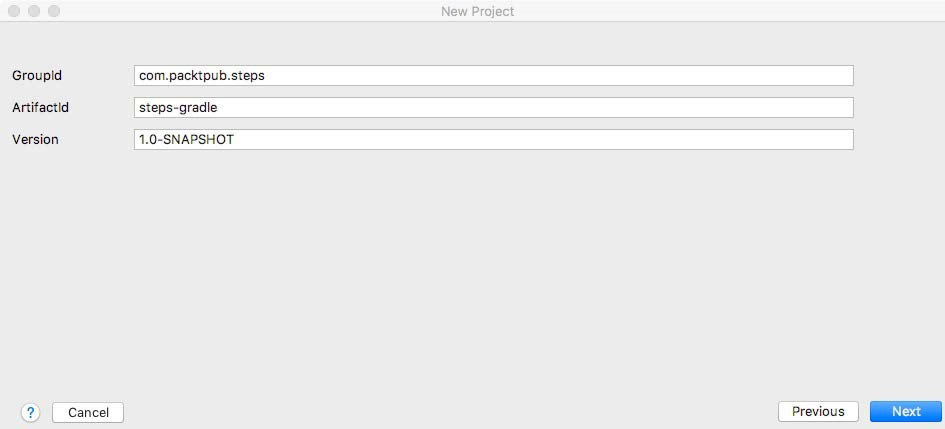 New Project
GroupId com.packtpub.steps
ArtifactId steps-gradle
Version 1.0-SNAPSHOT
? Cancel Previous Next